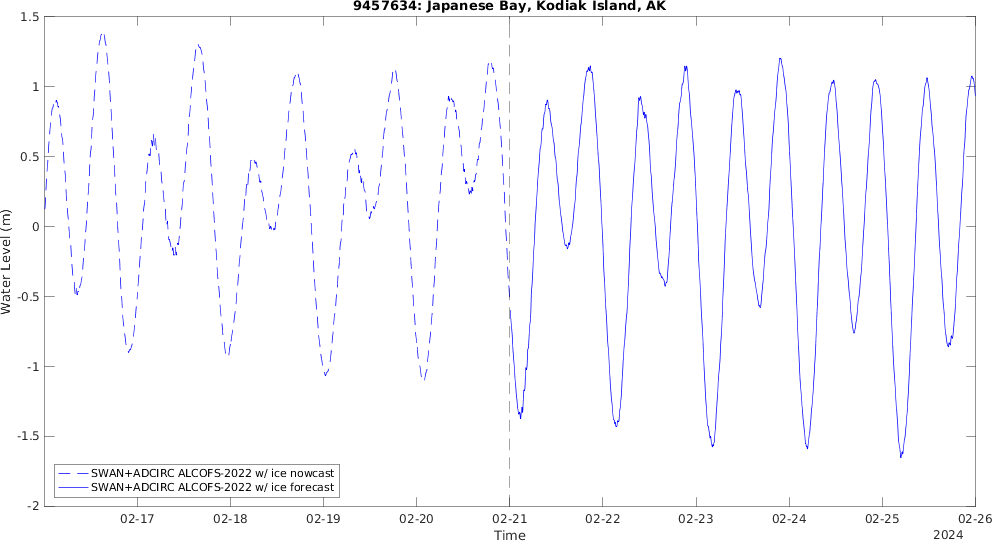 9457634: Japanese Bay, Kodiak Island, AK
1.5
1
0.5
0
-0.5
-1
-1.5
-2
Water Level (m)
SWAN+ADCIRC ALCOFS-2022 w/ ice nowcast
SWAN+ADCIRC ALCOFS-2022 w/ ice forecast
02-17 02-18 02-19 02-20 02-21 02-22 02-23 02-24 02-25 02-26
Time
2024